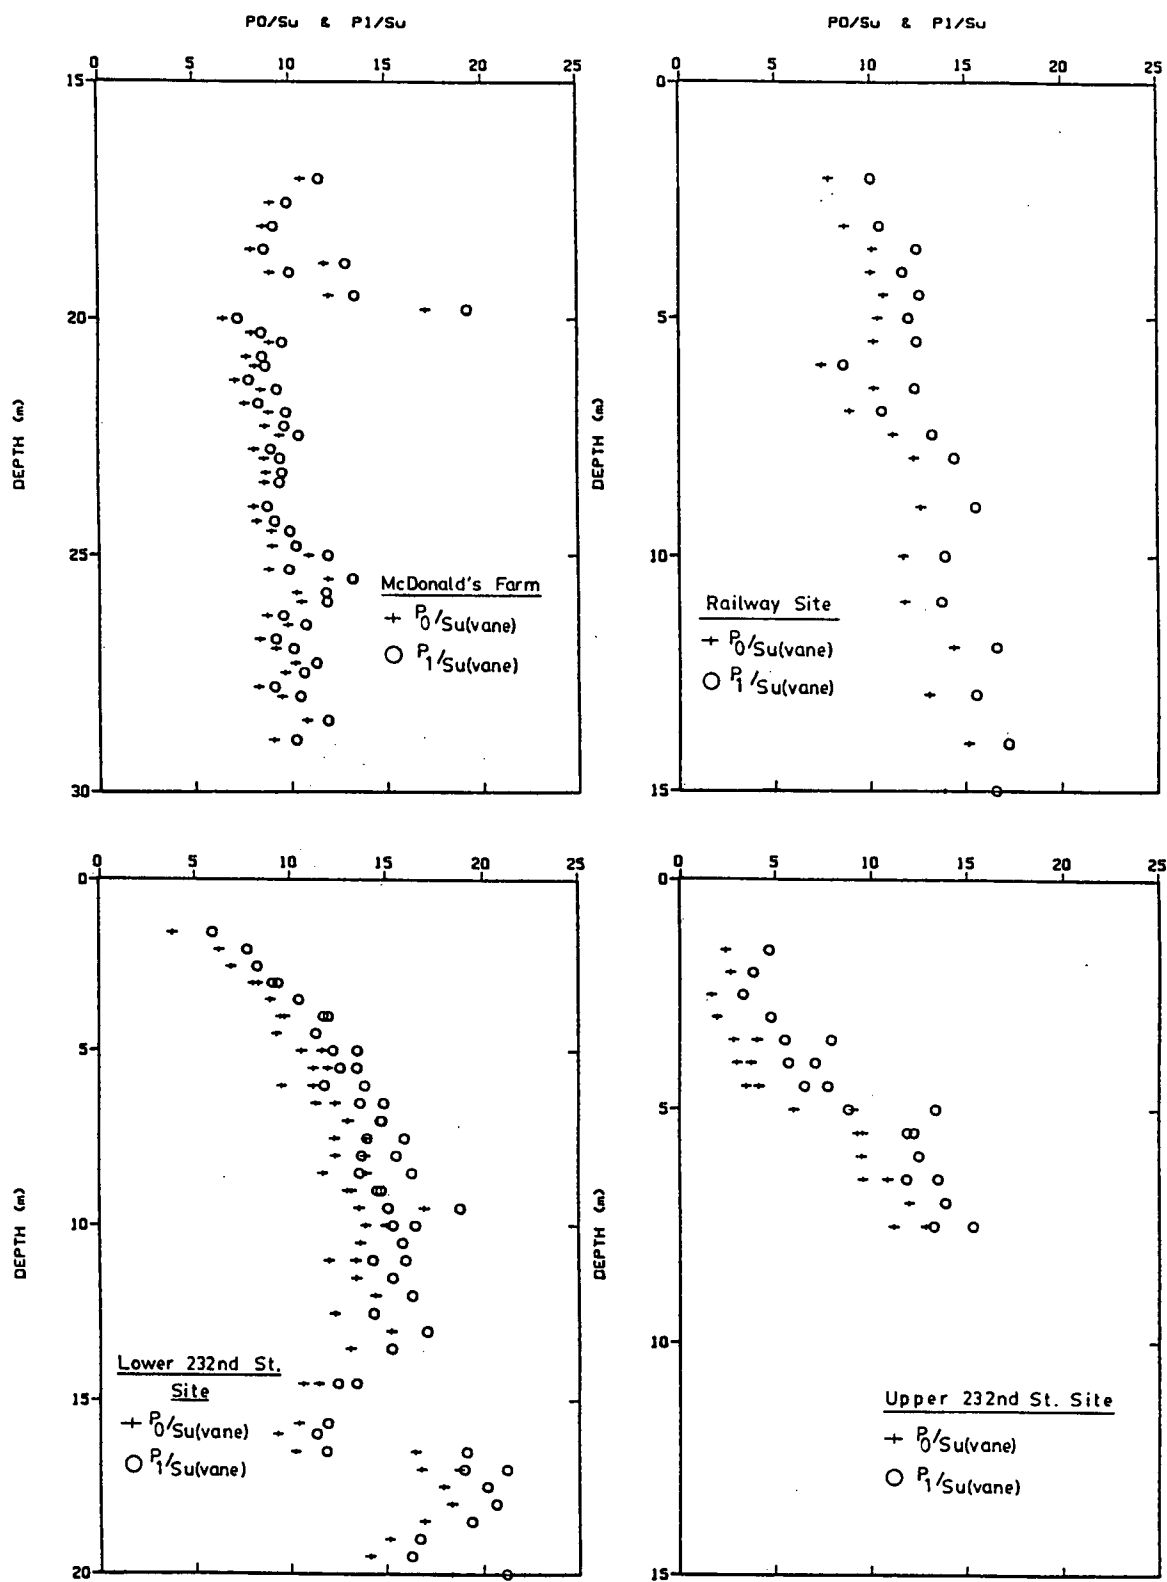 P0/Su & P1/Su
0 5 10 15 20 25
15
20
25
30
DEPTH (m)
McDonald's Farm
+ P0/Su(vane)
O P1/Su(vane)
P0/Su & P1/Su
0 5 10 15 20 25
0
5
10
15
DEPTH (m)
Railway Site
+ P0/Su(vane)
O P1/Su(vane)
0 5 10 15 20 25
0
5
10
15
20
DEPTH (m)
Lower 232nd St.
Site
+ P0/Su(vane)
O P1/Su(vane)
0 5 10 15 20 25
0
5
10
15
DEPTH (m)
Upper 232nd St. Site
+ P0/Su(vane)
O P1/Su(vane)